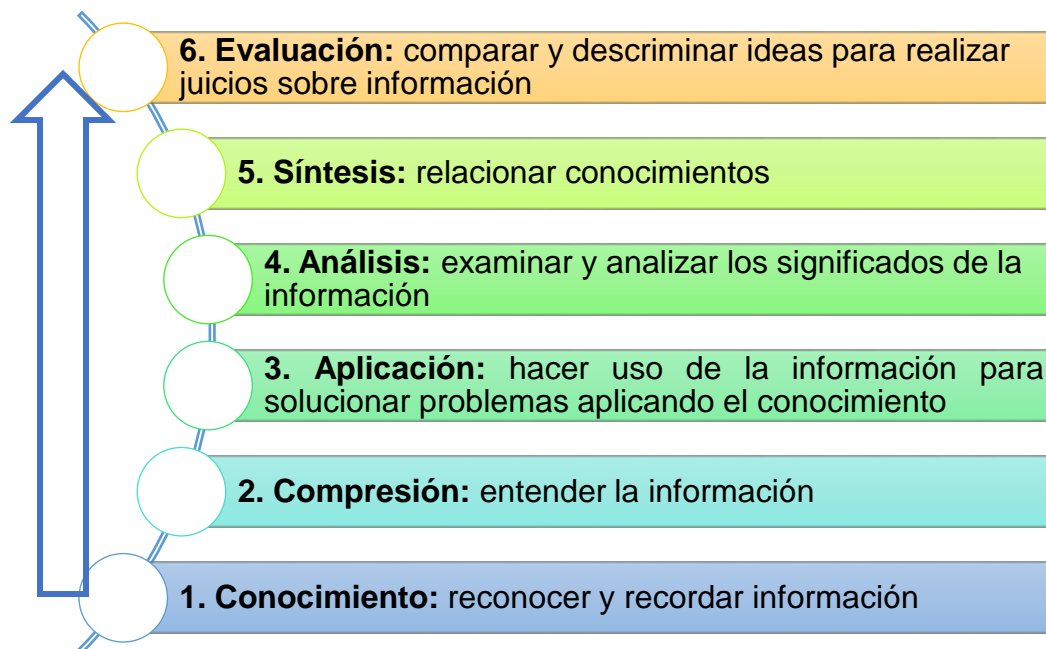 6. Evaluación: comparar y descriminar ideas para realizar
juicios sobre información
5. Síntesis: relacionar conocimientos
4. Análisis: examinar y analizar los significados de la
información
3. Aplicación: hacer uso de la información para
solucionar problemas aplicando el conocimiento
2. Compresión: entender la información
1. Conocimiento: reconocer y recordar información